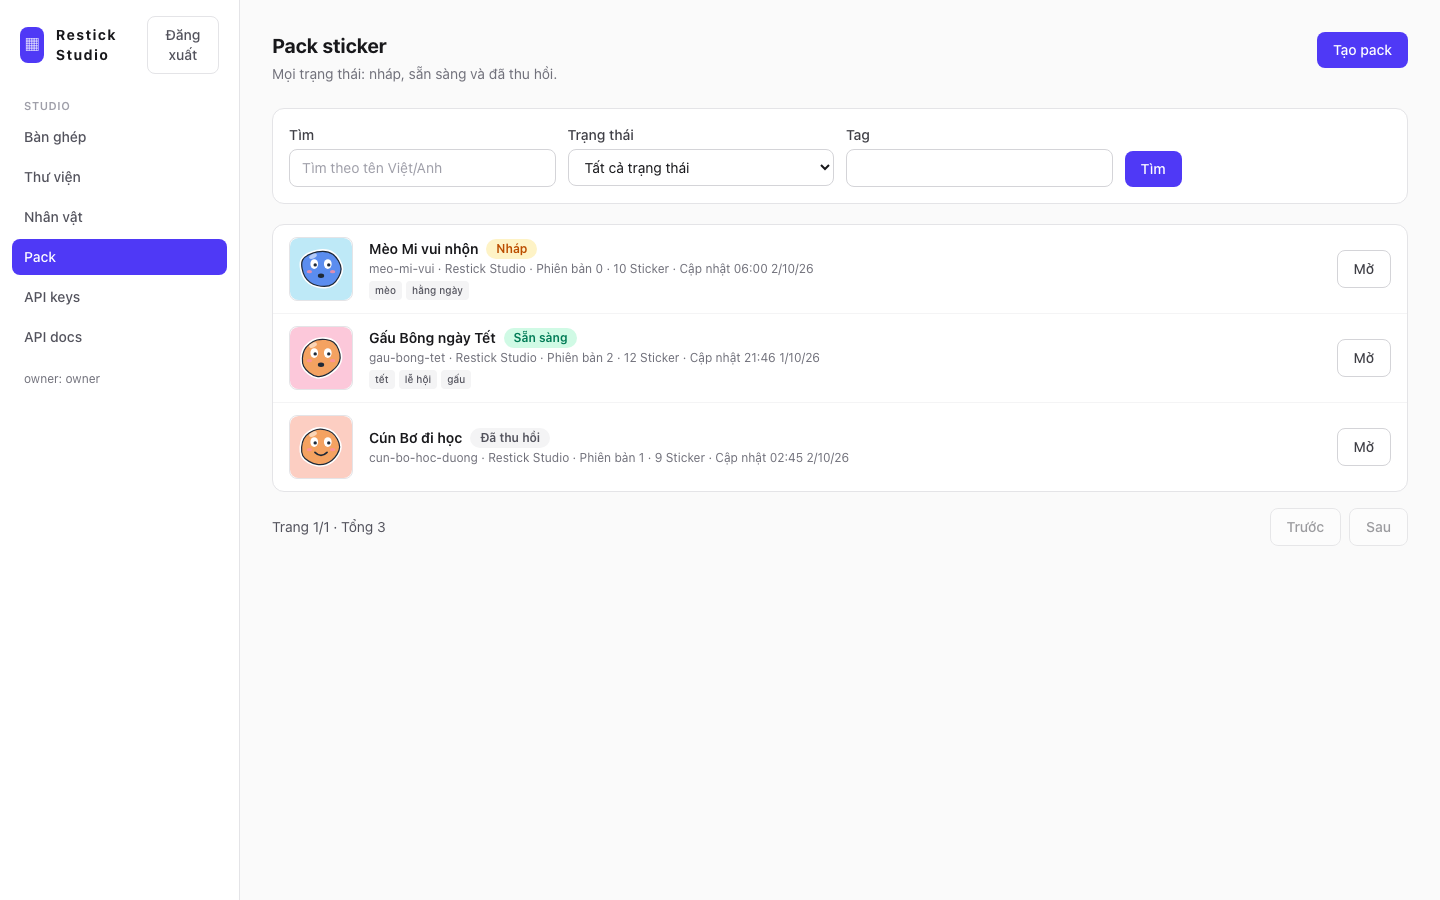 Restick
Studio
Đăng
xuất
STUDIO
Bàn ghép
Thư viện
Nhân vật
Pack
API keys
API docs
owner: owner
Pack sticker
Mọi trạng thái: nháp, sẵn sàng và đã thu hồi.
Tạo pack
Tìm
Trạng thái
Tag
Tìm theo tên Việt/Anh
Tất cả trạng thái
Tìm
Mèo Mi vui nhộn Nháp
meo-mi-vui · Restick Studio · Phiên bản 0 · 10 Sticker · Cập nhật 06:00 2/10/26
mèo hằng ngày
Mở
Gấu Bông ngày Tết Sẵn sàng
gau-bong-tet · Restick Studio · Phiên bản 2 · 12 Sticker · Cập nhật 21:46 1/10/26
tết lễ hội gấu
Mở
Cún Bơ đi học Đã thu hồi
cun-bo-hoc-duong · Restick Studio · Phiên bản 1 · 9 Sticker · Cập nhật 02:45 2/10/26
Mở
Trang 1/1 · Tổng 3
Trước
Sau